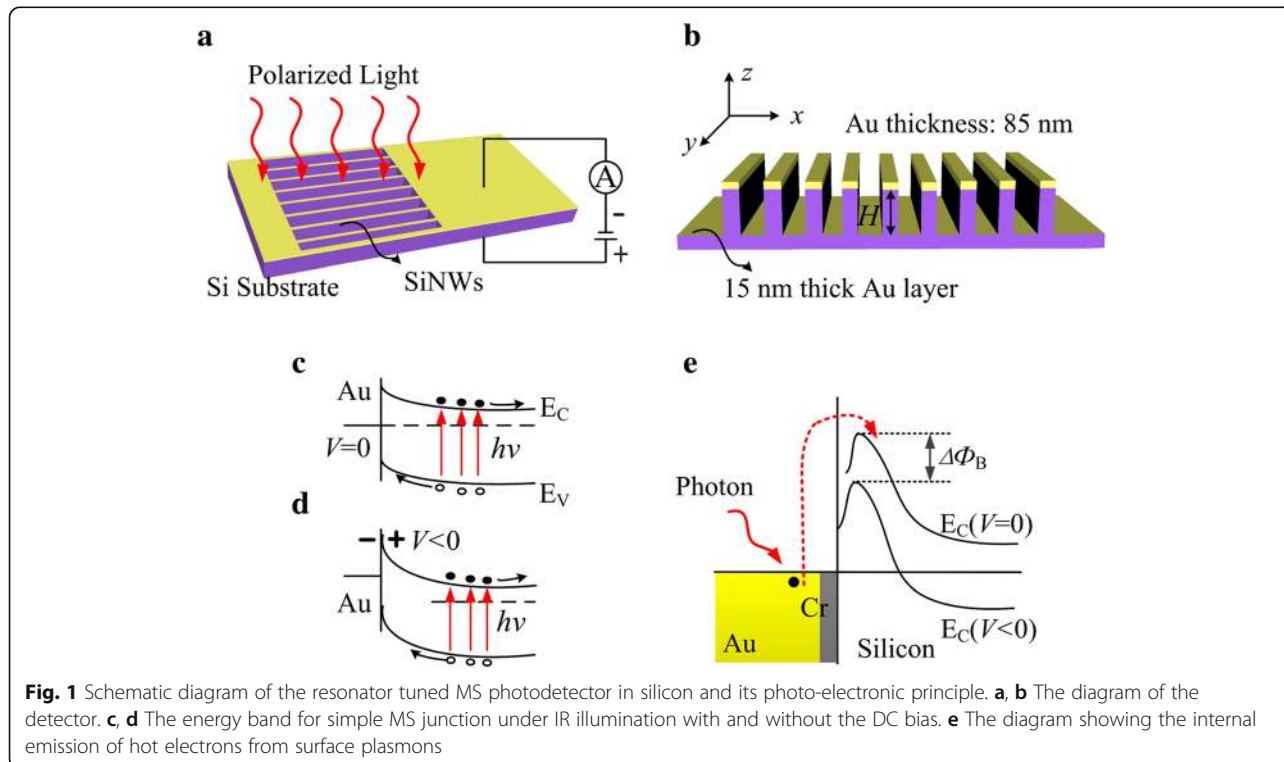 a
Polarized Light
A
-
+
Si Substrate
SiNWs
b
z
x
y
Au thickness: 85 nm
H
15 nm thick Au layer
c
Au
E_C
V=0
hν
E_V
d
- + V<0
Au
hν
e
ΔΦ_B
Photon
E_C(V=0)
Cr
E_C(V<0)
Au
Silicon
Fig. 1 Schematic diagram of the resonator tuned MS photodetector in silicon and its photo-electronic principle. a, b The diagram of the
detector. c, d The energy band for simple MS junction under IR illumination with and without the DC bias. e The diagram showing the internal
emission of hot electrons from surface plasmons